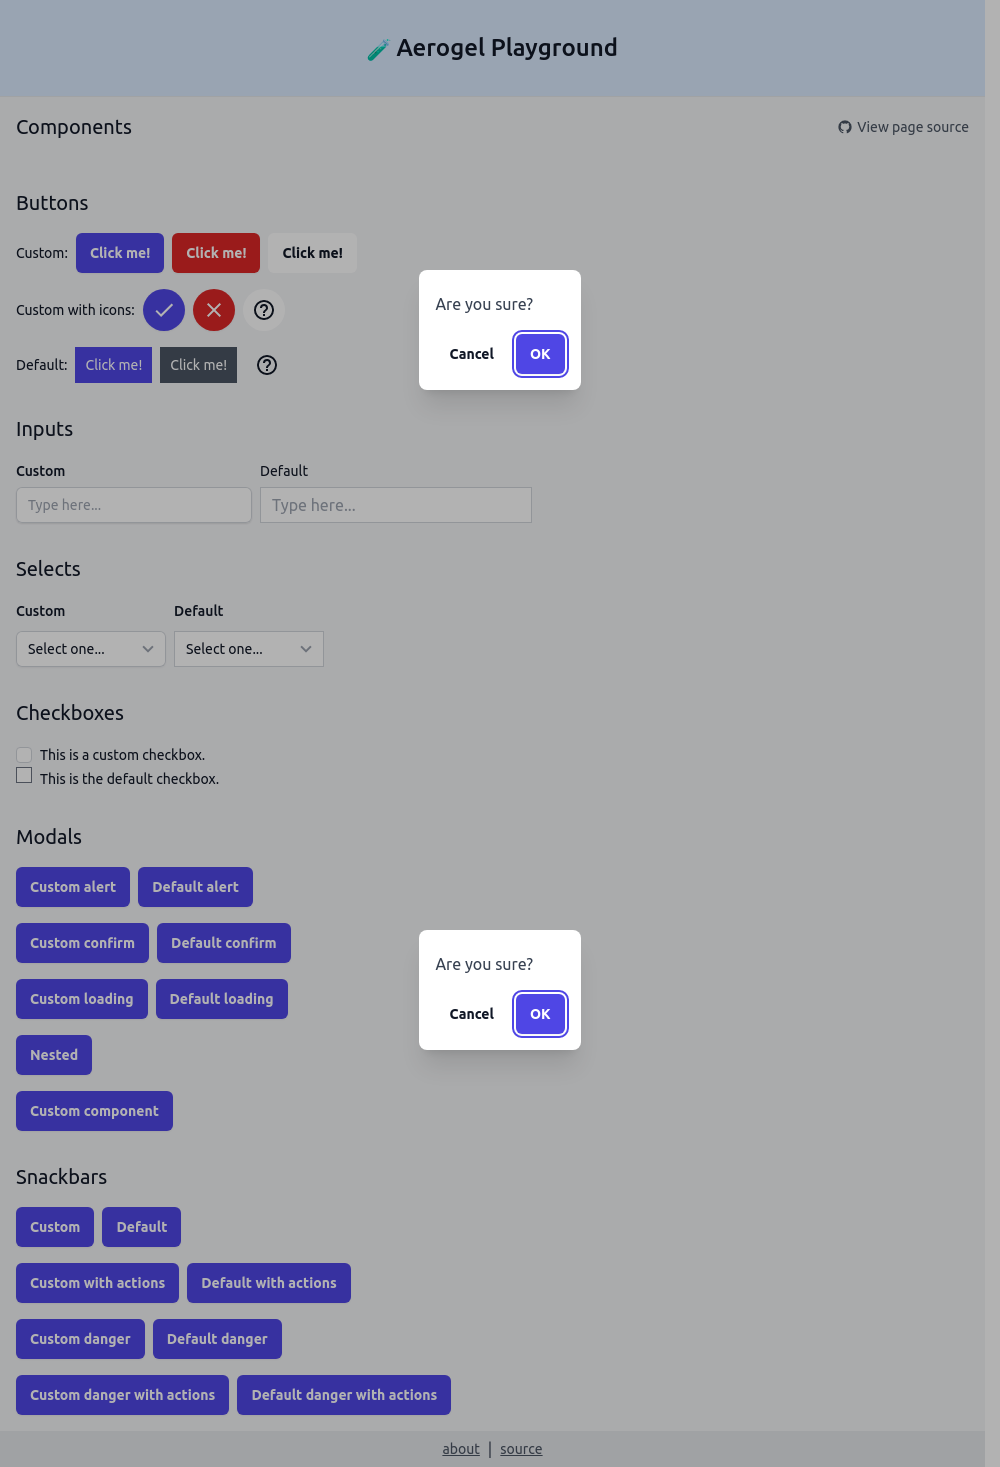 Aerogel Playground
Components
View page source
Buttons
Custom: Click me! Click me! Click me!
Custom with icons:
Default: Click me! Click me!
Are you sure?
Cancel OK
Inputs
Custom Default
Type here... Type here...
Selects
Custom Default
Select one... Select one...
Checkboxes
This is a custom checkbox.
This is the default checkbox.
Modals
Custom alert Default alert
Custom confirm Default confirm
Custom loading Default loading
Nested
Custom component
Are you sure?
Cancel OK
Snackbars
Custom Default
Custom with actions Default with actions
Custom danger Default danger
Custom danger with actions Default danger with actions
about | source